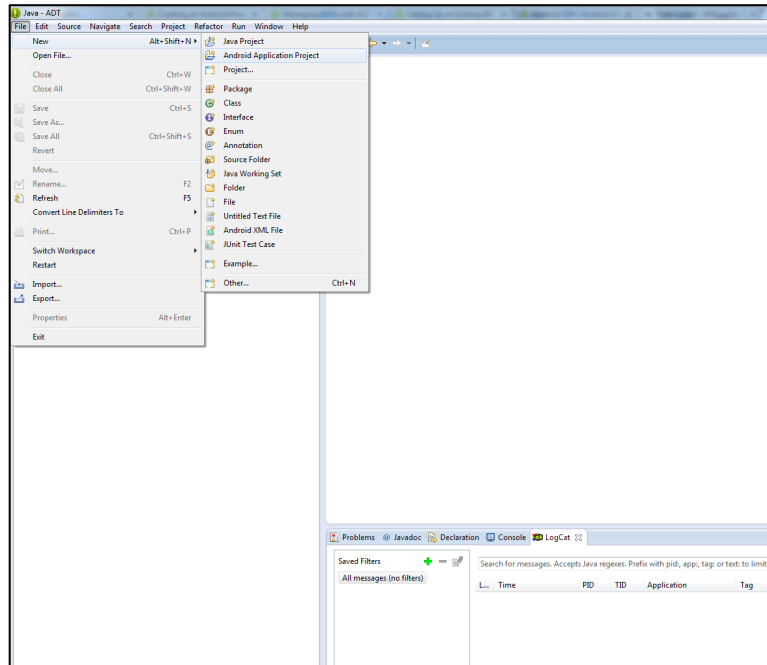 Java - ADT
File Edit Source Navigate Search Project Refactor Run Window Help
New Alt+Shift+N
Open File...
Close Ctrl+W
Close All Ctrl+Shift+W
Save Ctrl+S
Save As...
Save All Ctrl+Shift+S
Revert
Move...
Rename... F2
Refresh F5
Convert Line Delimiters To
Print... Ctrl+P
Switch Workspace
Restart
Import...
Export...
Properties Alt+Enter
Exit
Java Project
Android Application Project
Project...
Package
Class
Interface
Enum
Annotation
Source Folder
Java Working Set
Folder
File
Untitled Text File
Android XML File
JUnit Test Case
Example...
Other... Ctrl+N
Problems @ Javadoc Declaration Console LogCat
Saved Filters
All messages (no filters)
Search for messages. Accepts Java regexes. Prefix with pid:, app:, tag: or text: to limit
L... Time PID TID Application Tag